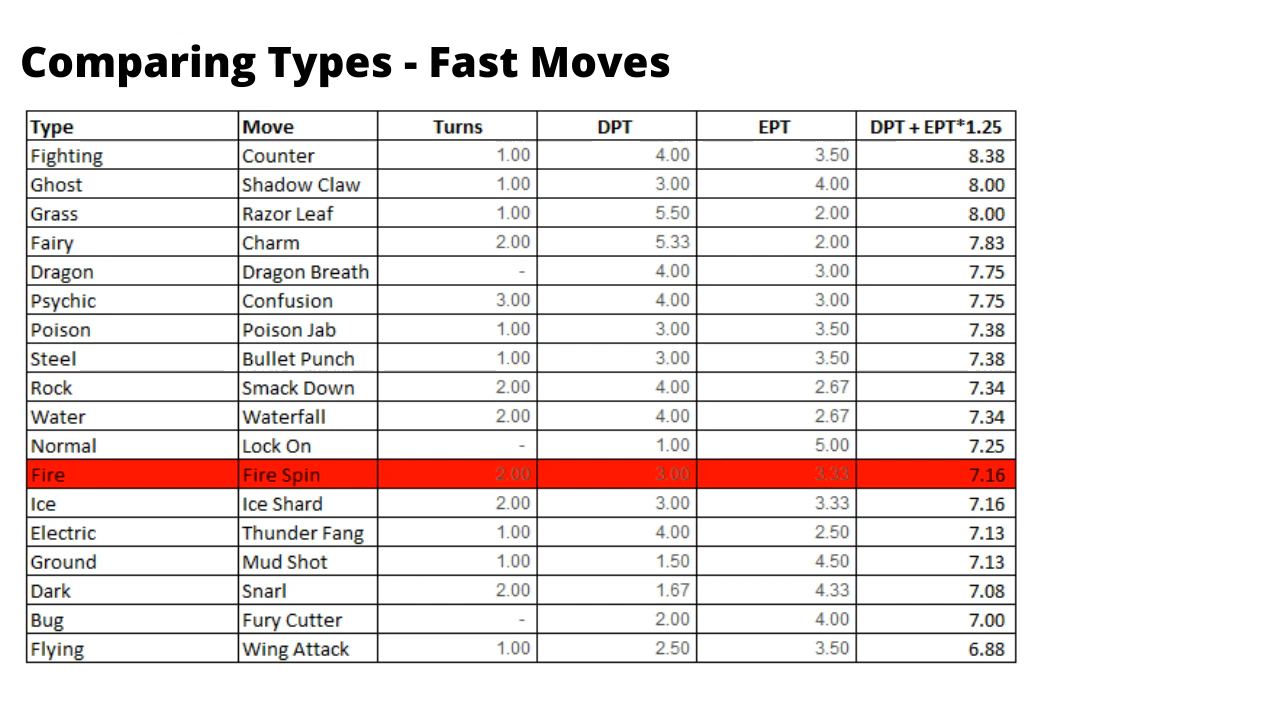 Comparing Types - Fast Moves
Type Move Turns DPT EPT DPT + EPT*1.25
Fighting Counter 1.00 4.00 3.50 8.38
Ghost Shadow Claw 1.00 3.00 4.00 8.00
Grass Razor Leaf 1.00 5.50 2.00 8.00
Fairy Charm 2.00 5.33 2.00 7.83
Dragon Dragon Breath - 4.00 3.00 7.75
Psychic Confusion 3.00 4.00 3.00 7.75
Poison Poison Jab 1.00 3.00 3.50 7.38
Steel Bullet Punch 1.00 3.00 3.50 7.38
Rock Smack Down 2.00 4.00 2.67 7.34
Water Waterfall 2.00 4.00 2.67 7.34
Normal Lock On - 1.00 5.00 7.25
Fire Fire Spin 2.00 3.00 3.33 7.16
Ice Ice Shard 2.00 3.00 3.33 7.16
Electric Thunder Fang 1.00 4.00 2.50 7.13
Ground Mud Shot 1.00 1.50 4.50 7.13
Dark Snarl 2.00 1.67 4.33 7.08
Bug Fury Cutter - 2.00 4.00 7.00
Flying Wing Attack 1.00 2.50 3.50 6.88